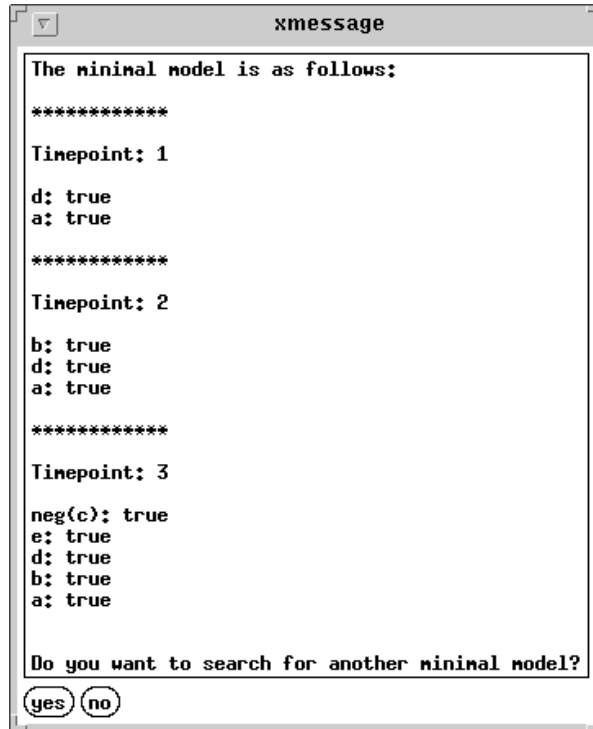 xmessage
The minimal model is as follows:
************
Timepoint: 1
d: true
a: true
************
Timepoint: 2
b: true
d: true
a: true
************
Timepoint: 3
neg(c): true
e: true
d: true
b: true
a: true
Do you want to search for another minimal model?
yes no